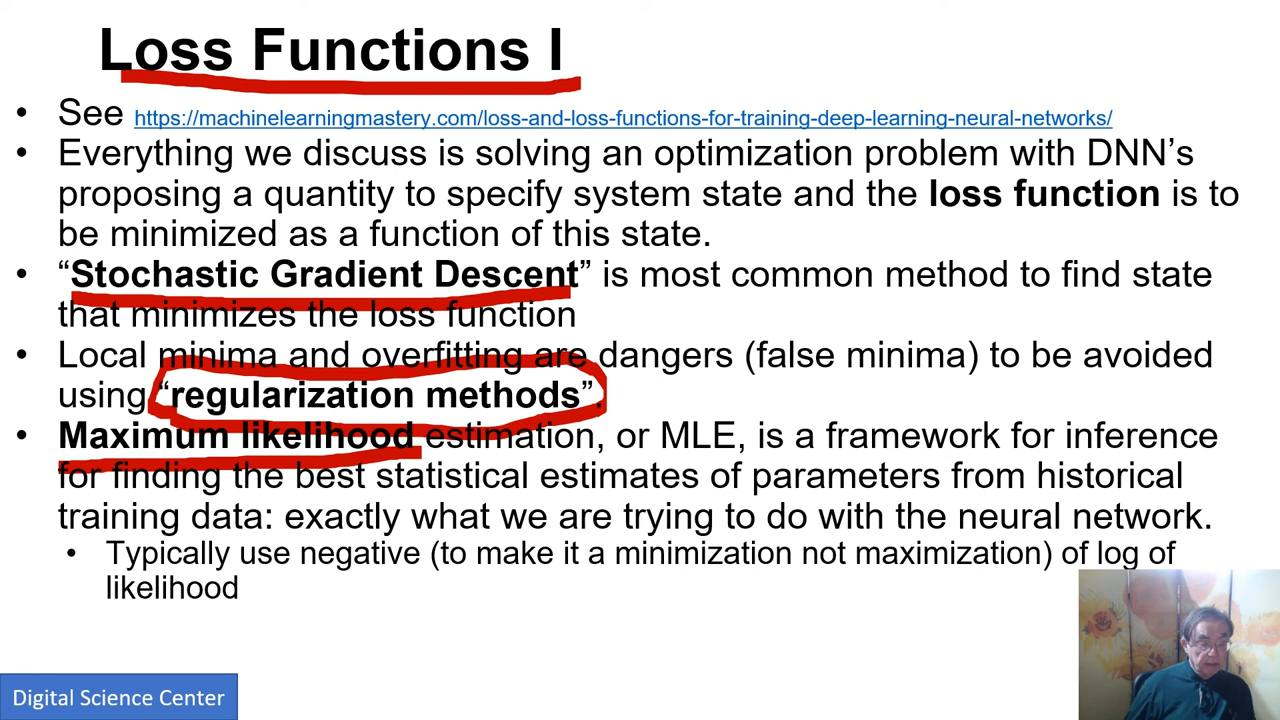 Loss Functions I
• See https://machinelearningmastery.com/loss-and-loss-functions-for-training-deep-learning-neural-networks/
• Everything we discuss is solving an optimization problem with DNN’s
proposing a quantity to specify system state and the loss function is to
be minimized as a function of this state.
• “Stochastic Gradient Descent” is most common method to find state
that minimizes the loss function
• Local minima and overfitting are dangers (false minima) to be avoided
using “regularization methods”.
• Maximum likelihood estimation, or MLE, is a framework for inference
for finding the best statistical estimates of parameters from historical
training data: exactly what we are trying to do with the neural network.
• Typically use negative (to make it a minimization not maximization) of log of
likelihood
Digital Science Center